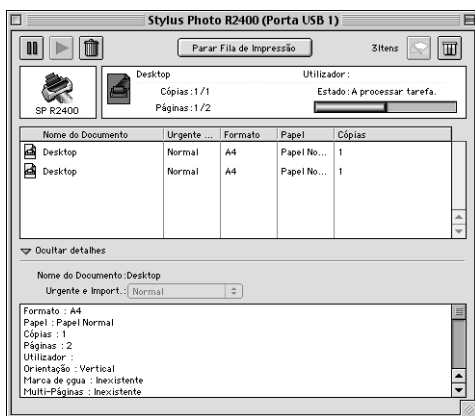 Stylus Photo R2400 (Porta USB 1)
Parar Fila de Impressão
3Itens
SP R2400
Desktop
Utilizador :
Cópias:1/1
Estado: A processar tarefa.
Páginas:1/2
Nome do Documento Urgente ... Formato Papel Cópias
Desktop Normal A4 Papel No... 1
Desktop Normal A4 Papel No... 1
Ocultar detalhes
Nome do Documento:Desktop
Urgente e Import.: Normal
Formato : A4
Papel : Papel Normal
Cópias : 1
Páginas : 2
Utilizador :
Orientação : Vertical
Marca de çgua : Inexistente
Multi-Páginas : Inexistente